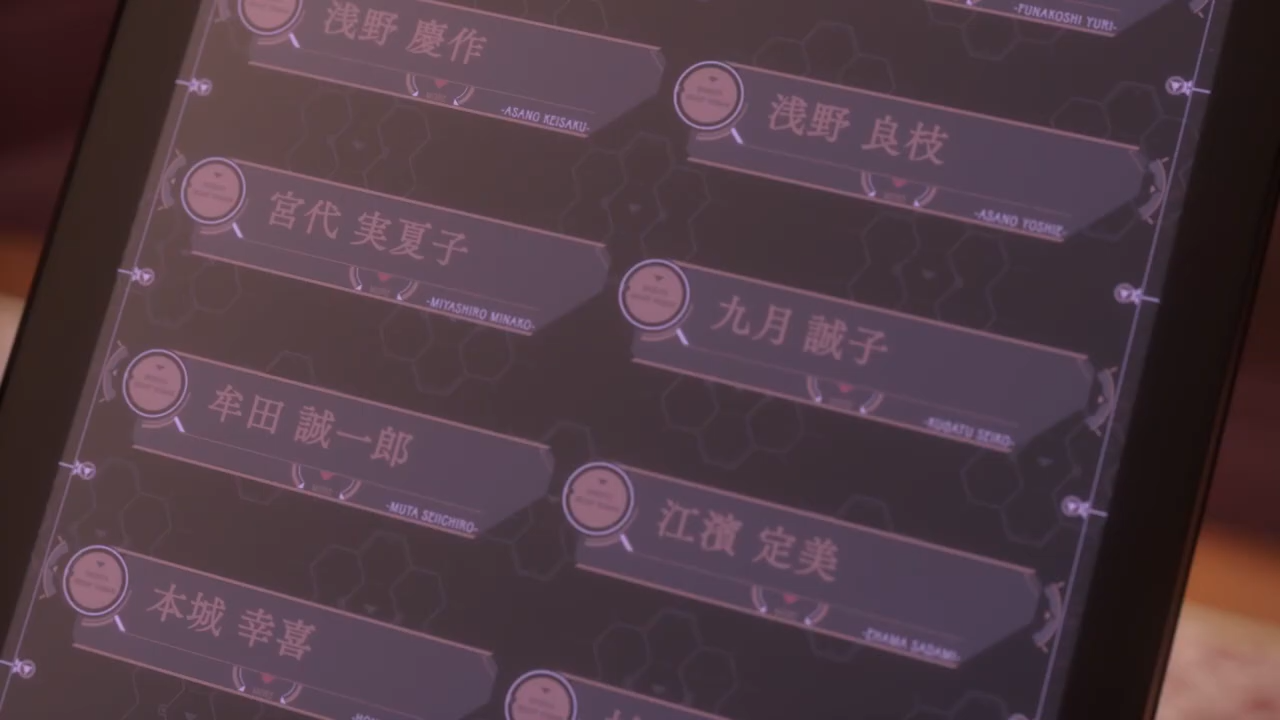 -FUNAKOSHI YURI-
浅野 慶作
-ASANO KEISAKU-
浅野 良枝
-ASANO YOSHIE-
宮代 実夏子
-MIYASHIRO MINAKO-
九月 誠子
-KUBATU SEIKO-
牟田 誠一郎
-MUTA SEIICHIRO-
江濱 定美
-EHAMA SADAMI-
本城 幸喜